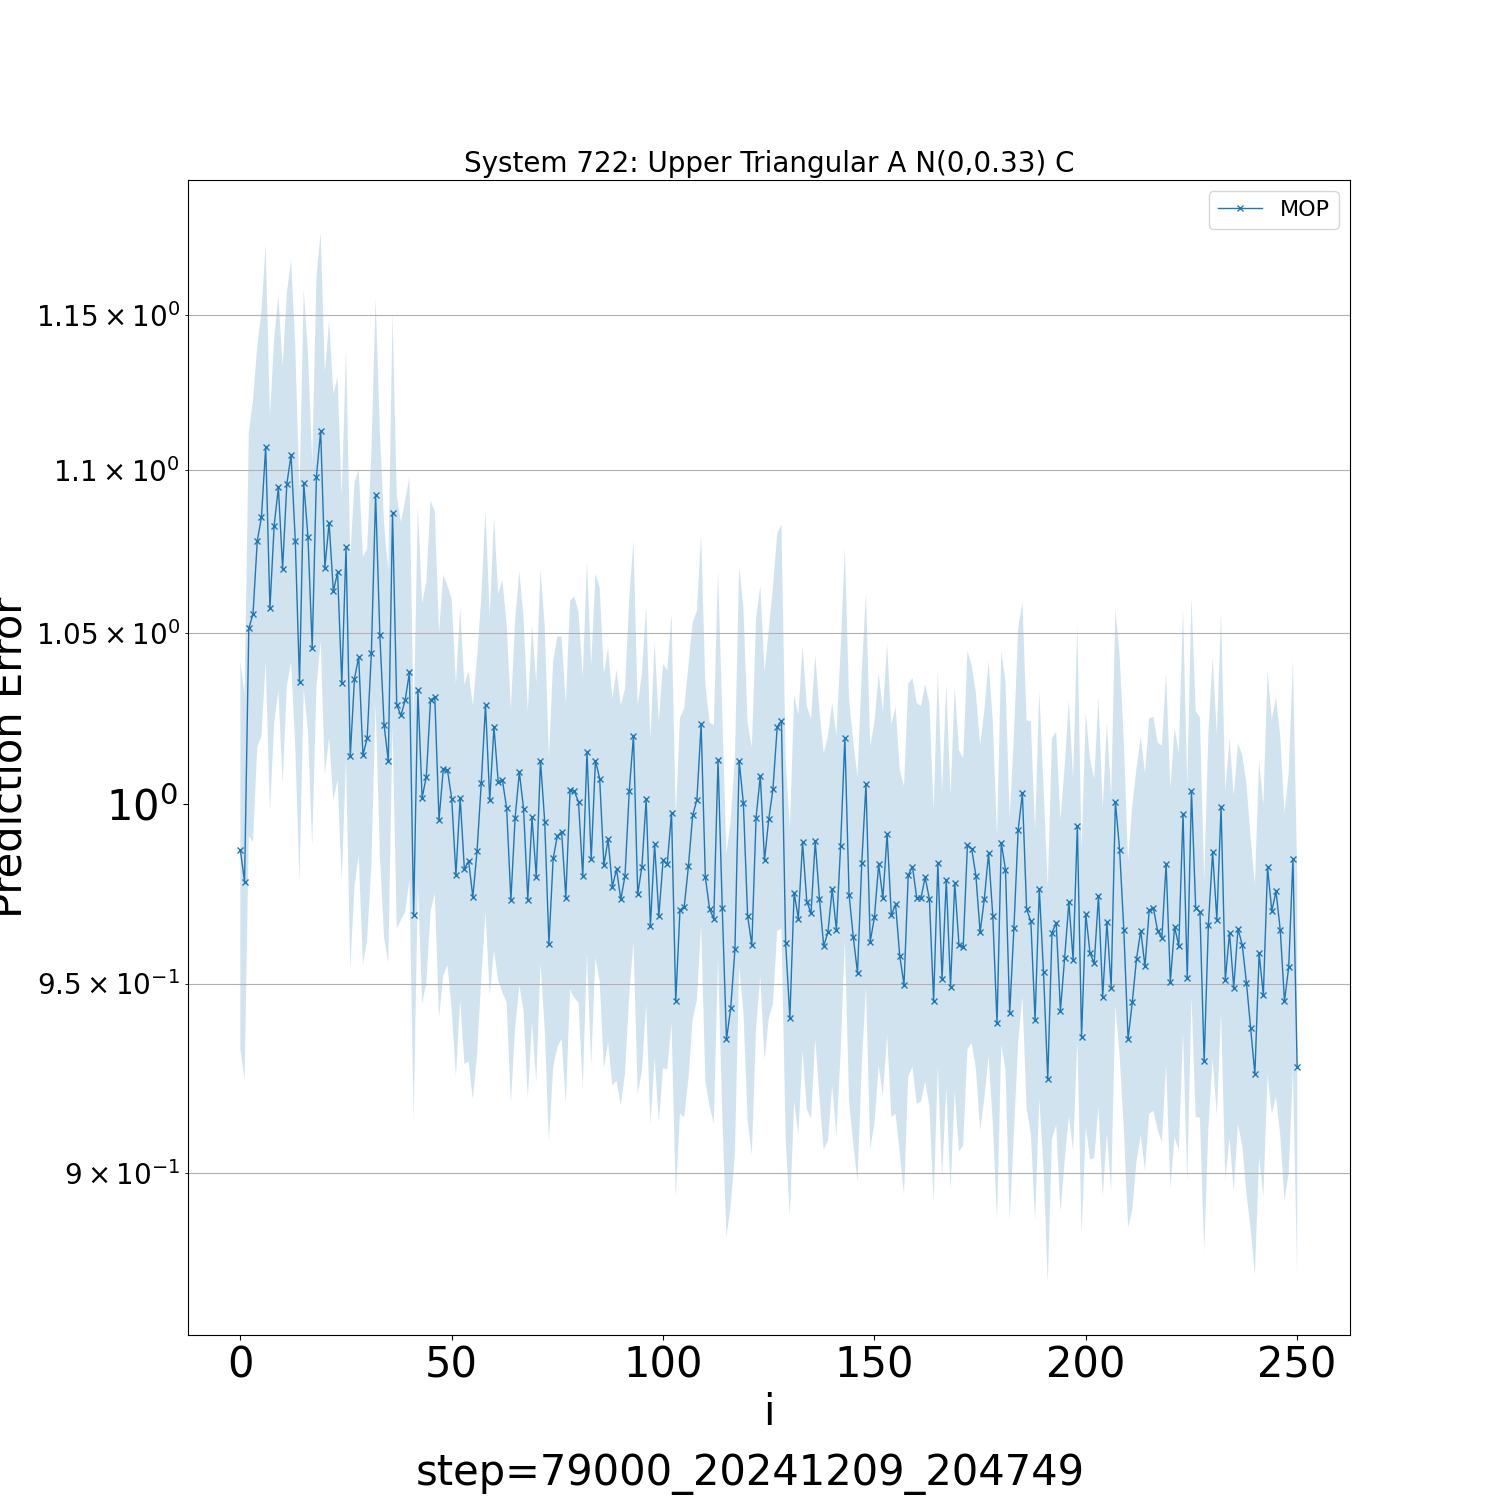 System 722: Upper Triangular A N(0,0.33) C
MOP
1.15 × 10⁰
1.1 × 10⁰
1.05 × 10⁰
10⁰
9.5 × 10⁻¹
9 × 10⁻¹
Prediction Error
0 50 100 150 200 250
i
step=79000_20241209_204749